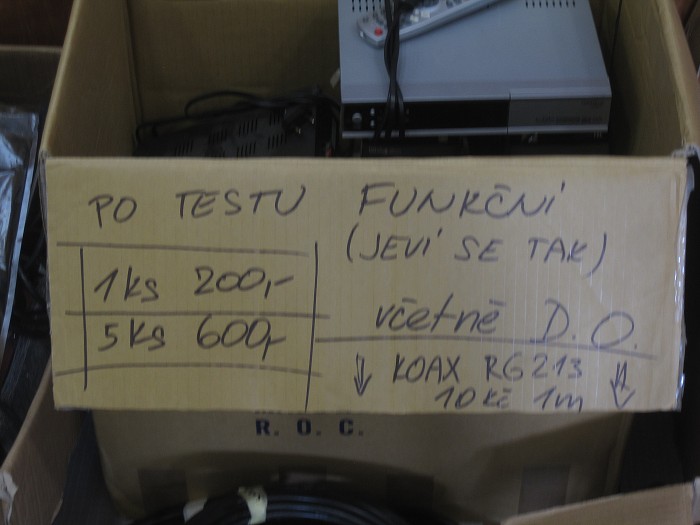 PO TESTU FUNKČNÍ
(JEVÍ SE TAK)
1ks 200,-
5ks 600,-
včetně D.O.
KOAX RG213
10Kč 1m
R. O. C.